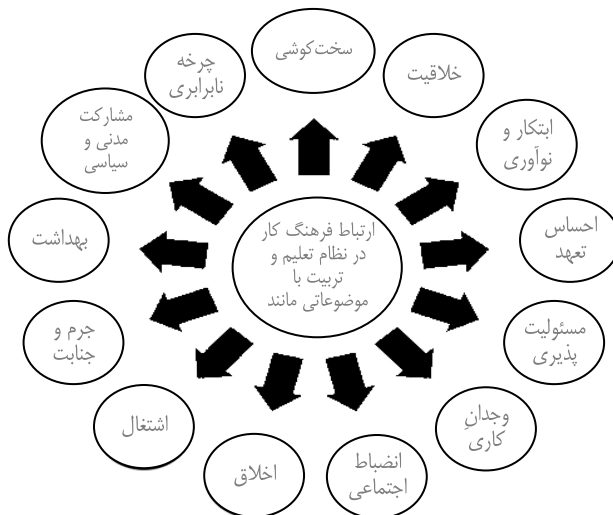 ارتباط فرهنگ کار
در نظام تعلیم و
تربیت با
موضوعاتی مانند
سخت‌کوشی
خلاقیت
ابتکار و
نوآوری
احساس
تعهد
مسئولیت
پذیری
وجدانِ
کاری
انضباط
اجتماعی
اخلاق
اشتغال
جرم و
جنابت
بهداشت
مشارکت
مدنی و
سیاسی
چرخه
نابرابری